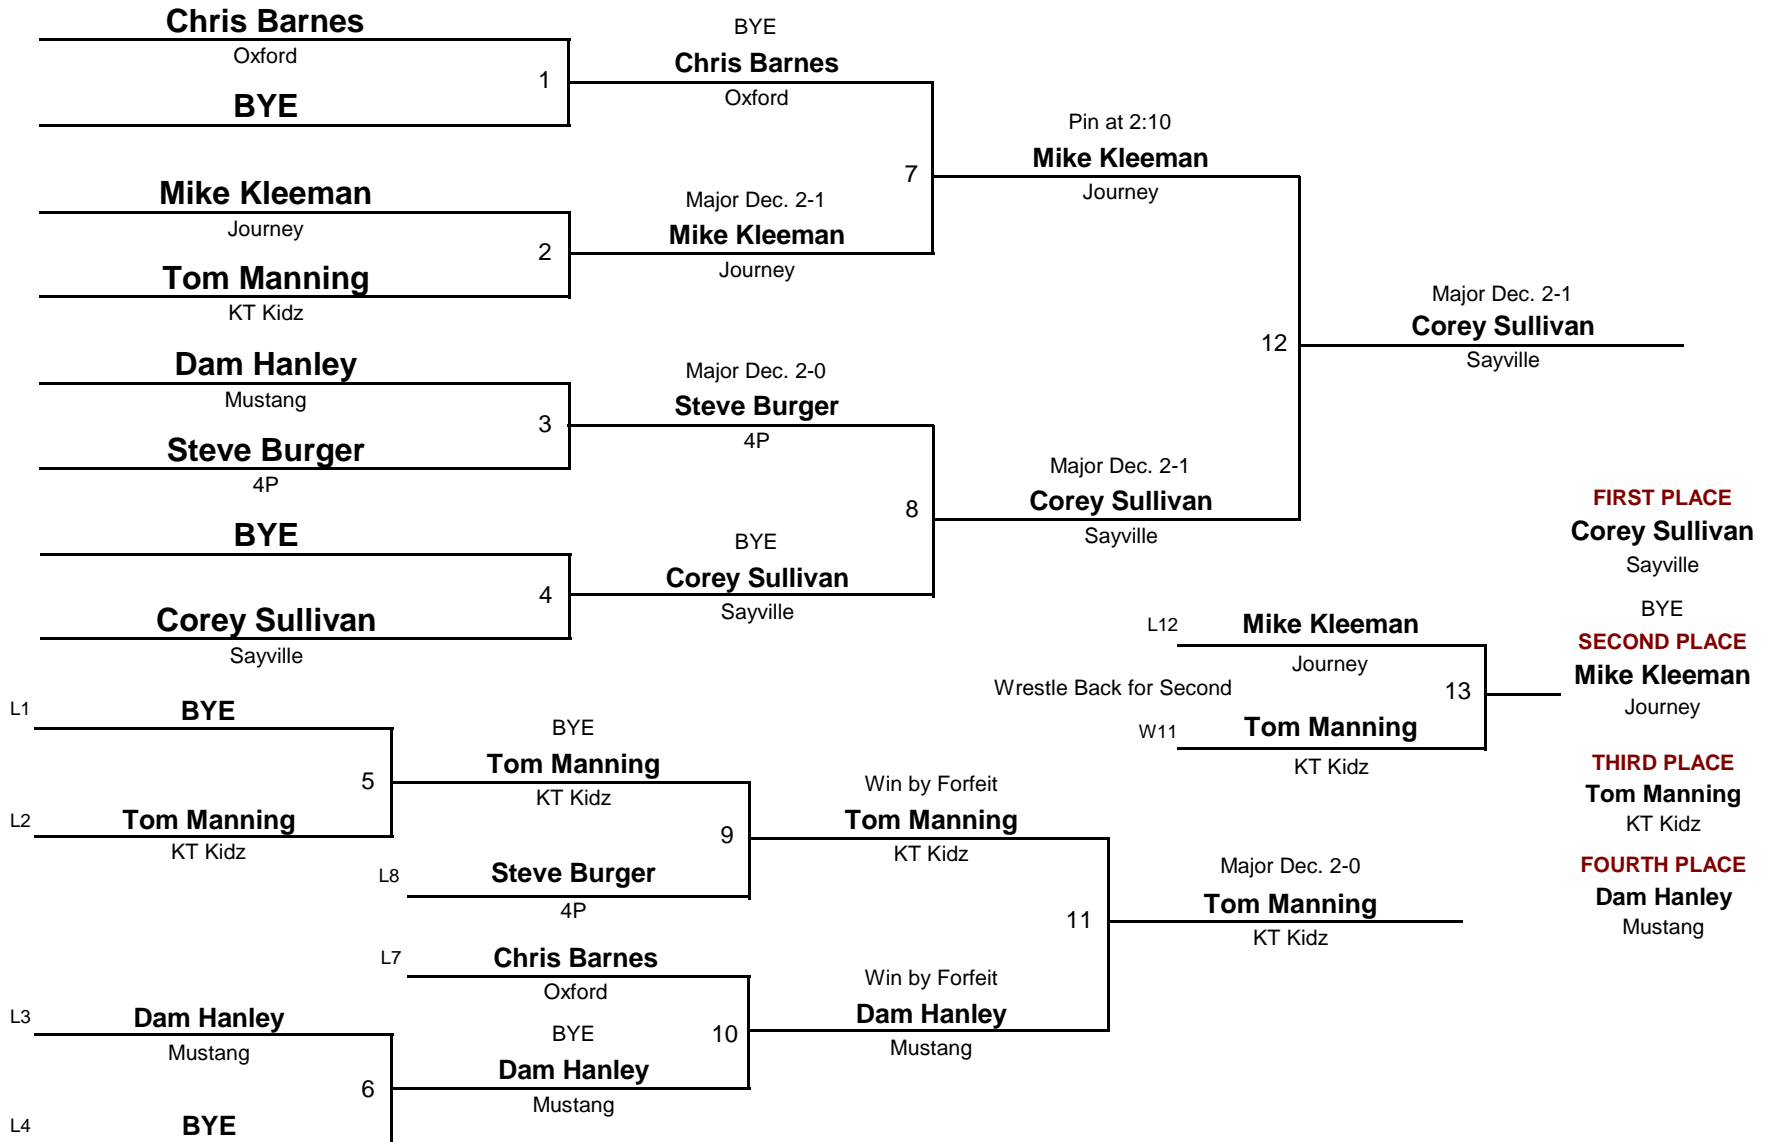 Chris Barnes
Oxford
1
BYE
BYE
Chris Barnes
Oxford
Mike Kleeman
Journey
2
Tom Manning
KT Kidz
Major Dec. 2-1
Mike Kleeman
Journey
7
Pin at 2:10
Mike Kleeman
Journey
Dam Hanley
Mustang
3
Steve Burger
4P
Major Dec. 2-0
Steve Burger
4P
BYE
4
Corey Sullivan
Sayville
BYE
Corey Sullivan
Sayville
8
Major Dec. 2-1
Corey Sullivan
Sayville
12
Major Dec. 2-1
Corey Sullivan
Sayville
FIRST PLACE
Corey Sullivan
Sayville
L12
Mike Kleeman
Journey
Wrestle Back for Second
13
W11
Tom Manning
KT Kidz
BYE
SECOND PLACE
Mike Kleeman
Journey
THIRD PLACE
Tom Manning
KT Kidz
FOURTH PLACE
Dam Hanley
Mustang
L1
BYE
5
L2
Tom Manning
KT Kidz
BYE
Tom Manning
KT Kidz
9
L8
Steve Burger
4P
Win by Forfeit
Tom Manning
KT Kidz
L7
Chris Barnes
Oxford
10
L3
Dam Hanley
Mustang
6
L4
BYE
BYE
Dam Hanley
Mustang
Win by Forfeit
Dam Hanley
Mustang
11
Major Dec. 2-0
Tom Manning
KT Kidz